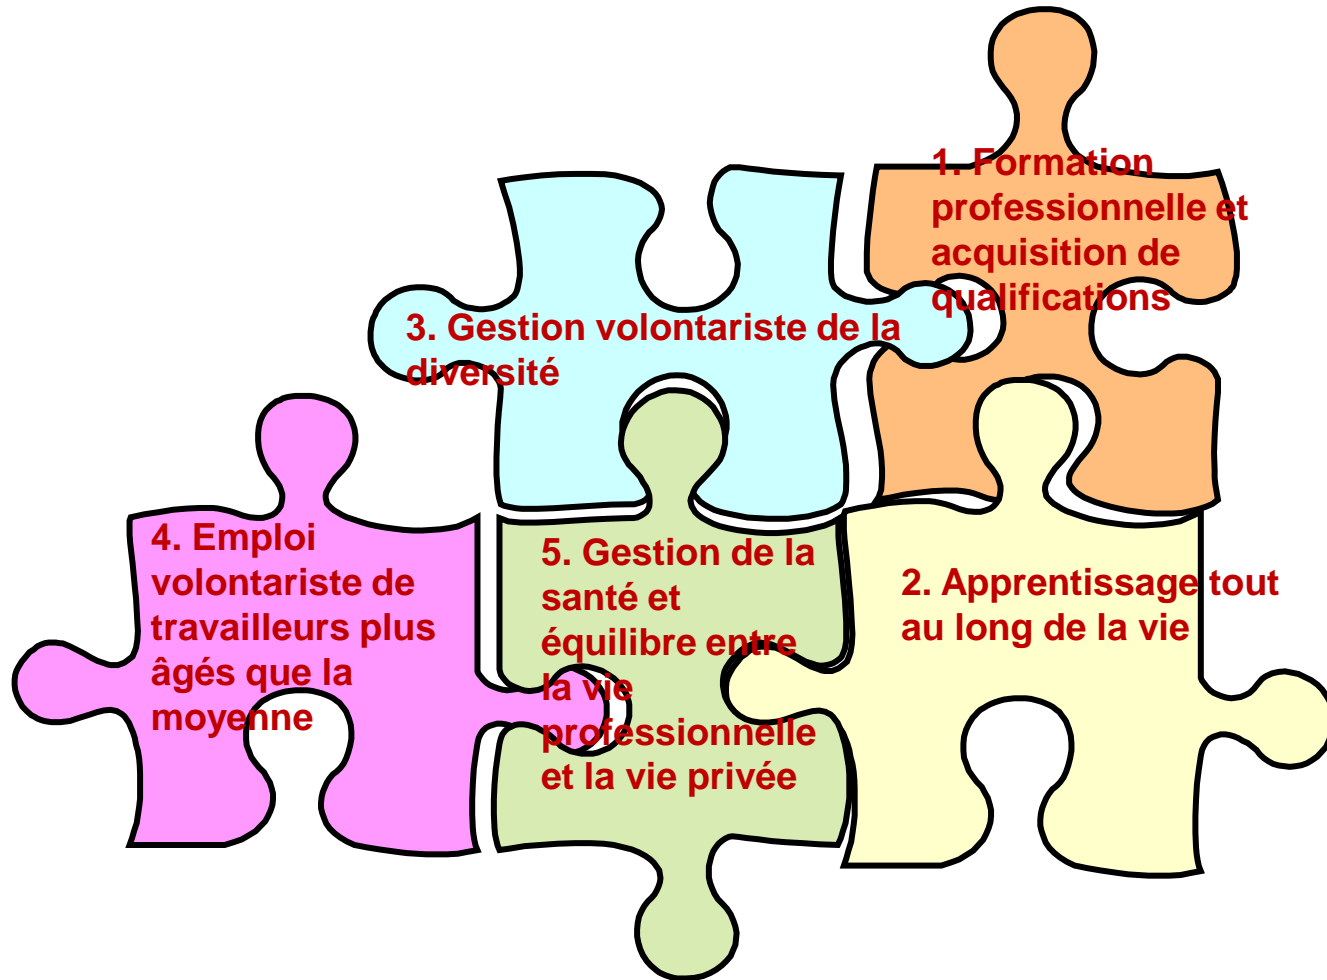 1. Formation
professionnelle et
acquisition de
qualifications
3. Gestion volontariste de la
diversité
4. Emploi
volontariste de
travailleurs plus
âgés que la
moyenne
5. Gestion de la
santé et
équilibre entre
la vie
professionnelle
et la vie privée
2. Apprentissage tout
au long de la vie